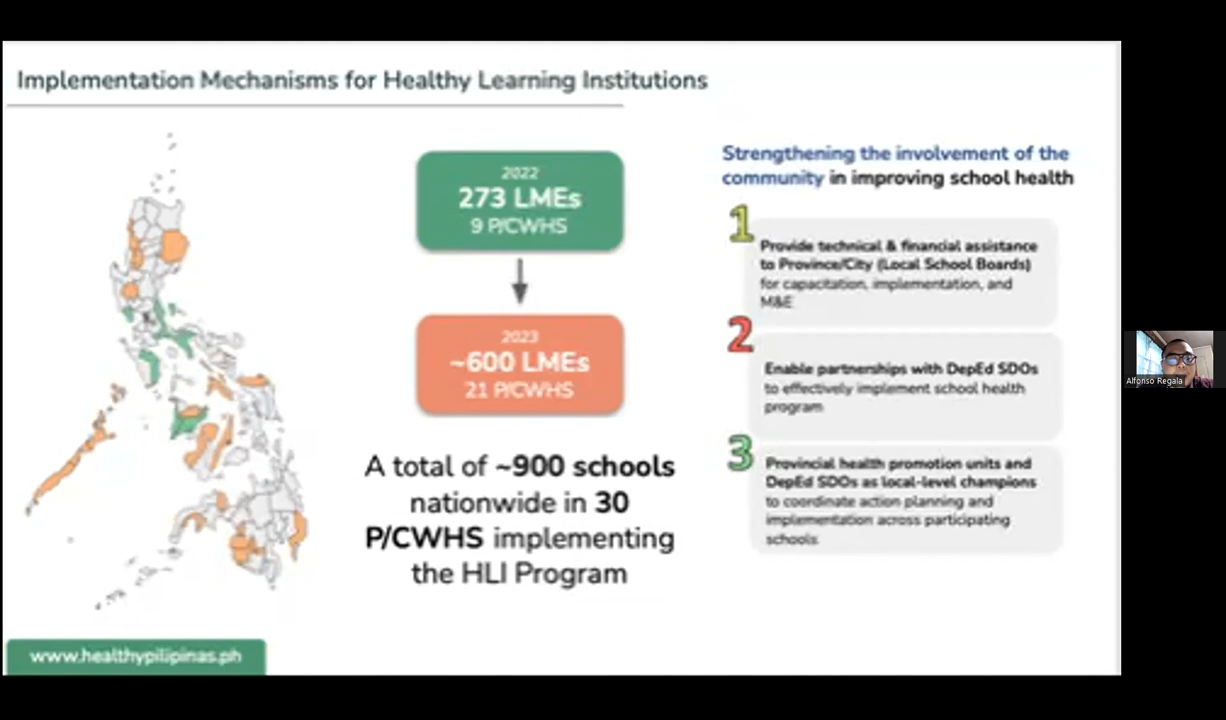 Implementation Mechanisms for Healthy Learning Institutions
2022
273 LMEs
9 P/CWHS
2023
~600 LMEs
21 P/CWHS
A total of ~900 schools
nationwide in 30
P/CWHS implementing
the HLI Program
Strengthening the involvement of the
community in improving school health
1
Provide technical & financial assistance
to Province/City (Local School Boards)
for capacitation, implementation, and
M&E
2
Enable partnerships with DepEd SDOs
to effectively implement school health
program
3
Provincial health promotion units and
DepEd SDOs as local-level champions
to coordinate action planning and
implementation across participating
schools
www.healthypilipinas.ph
Alfonso Regala